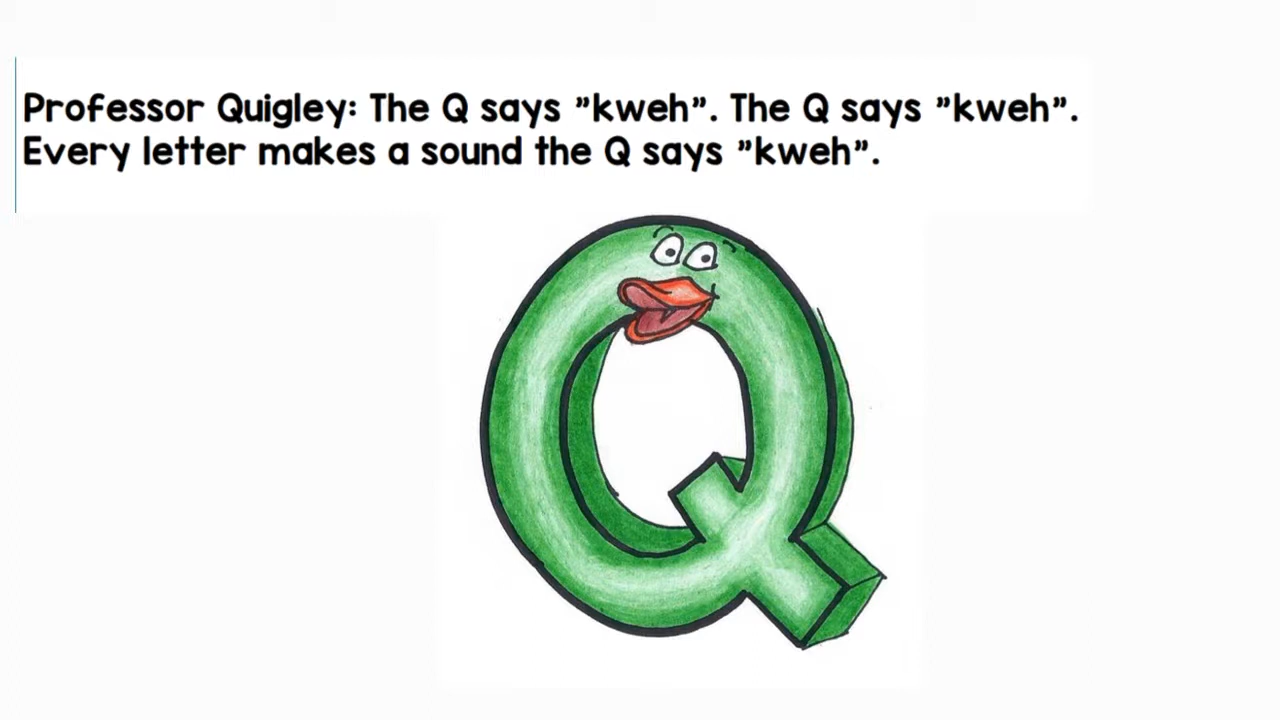 Professor Quigley: The Q says ”kweh”. The Q says ”kweh”.
Every letter makes a sound the Q says ”kweh”.